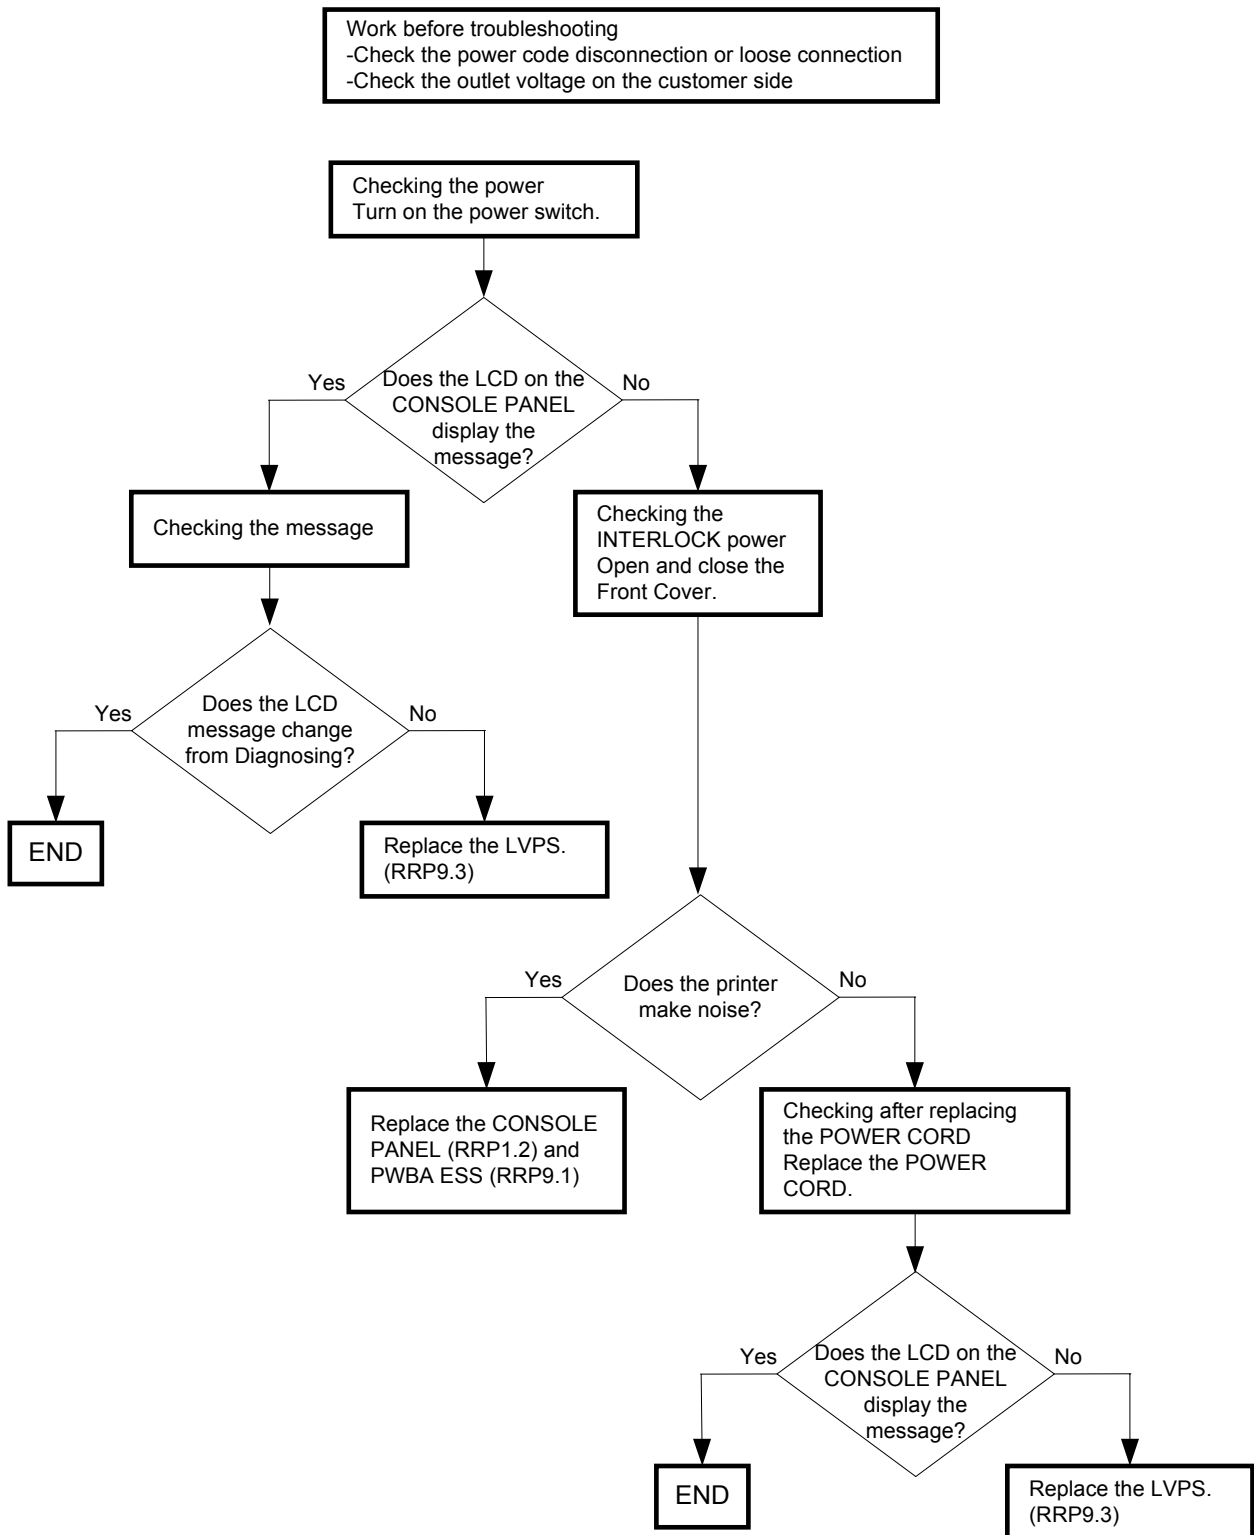 Work before troubleshooting
-Check the power code disconnection or loose connection
-Check the outlet voltage on the customer side
Checking the power
Turn on the power switch.
Yes
Does the LCD on the
CONSOLE PANEL
display the
message?
No
Checking the message
Checking the
INTERLOCK power
Open and close the
Front Cover.
Yes
Does the LCD
message change
from Diagnosing?
No
END
Replace the LVPS.
(RRP9.3)
Yes
Does the printer
make noise?
No
Replace the CONSOLE
PANEL (RRP1.2) and
PWBA ESS (RRP9.1)
Checking after replacing
the POWER CORD
Replace the POWER
CORD.
Yes
Does the LCD on the
CONSOLE PANEL
display the
message?
No
END
Replace the LVPS.
(RRP9.3)